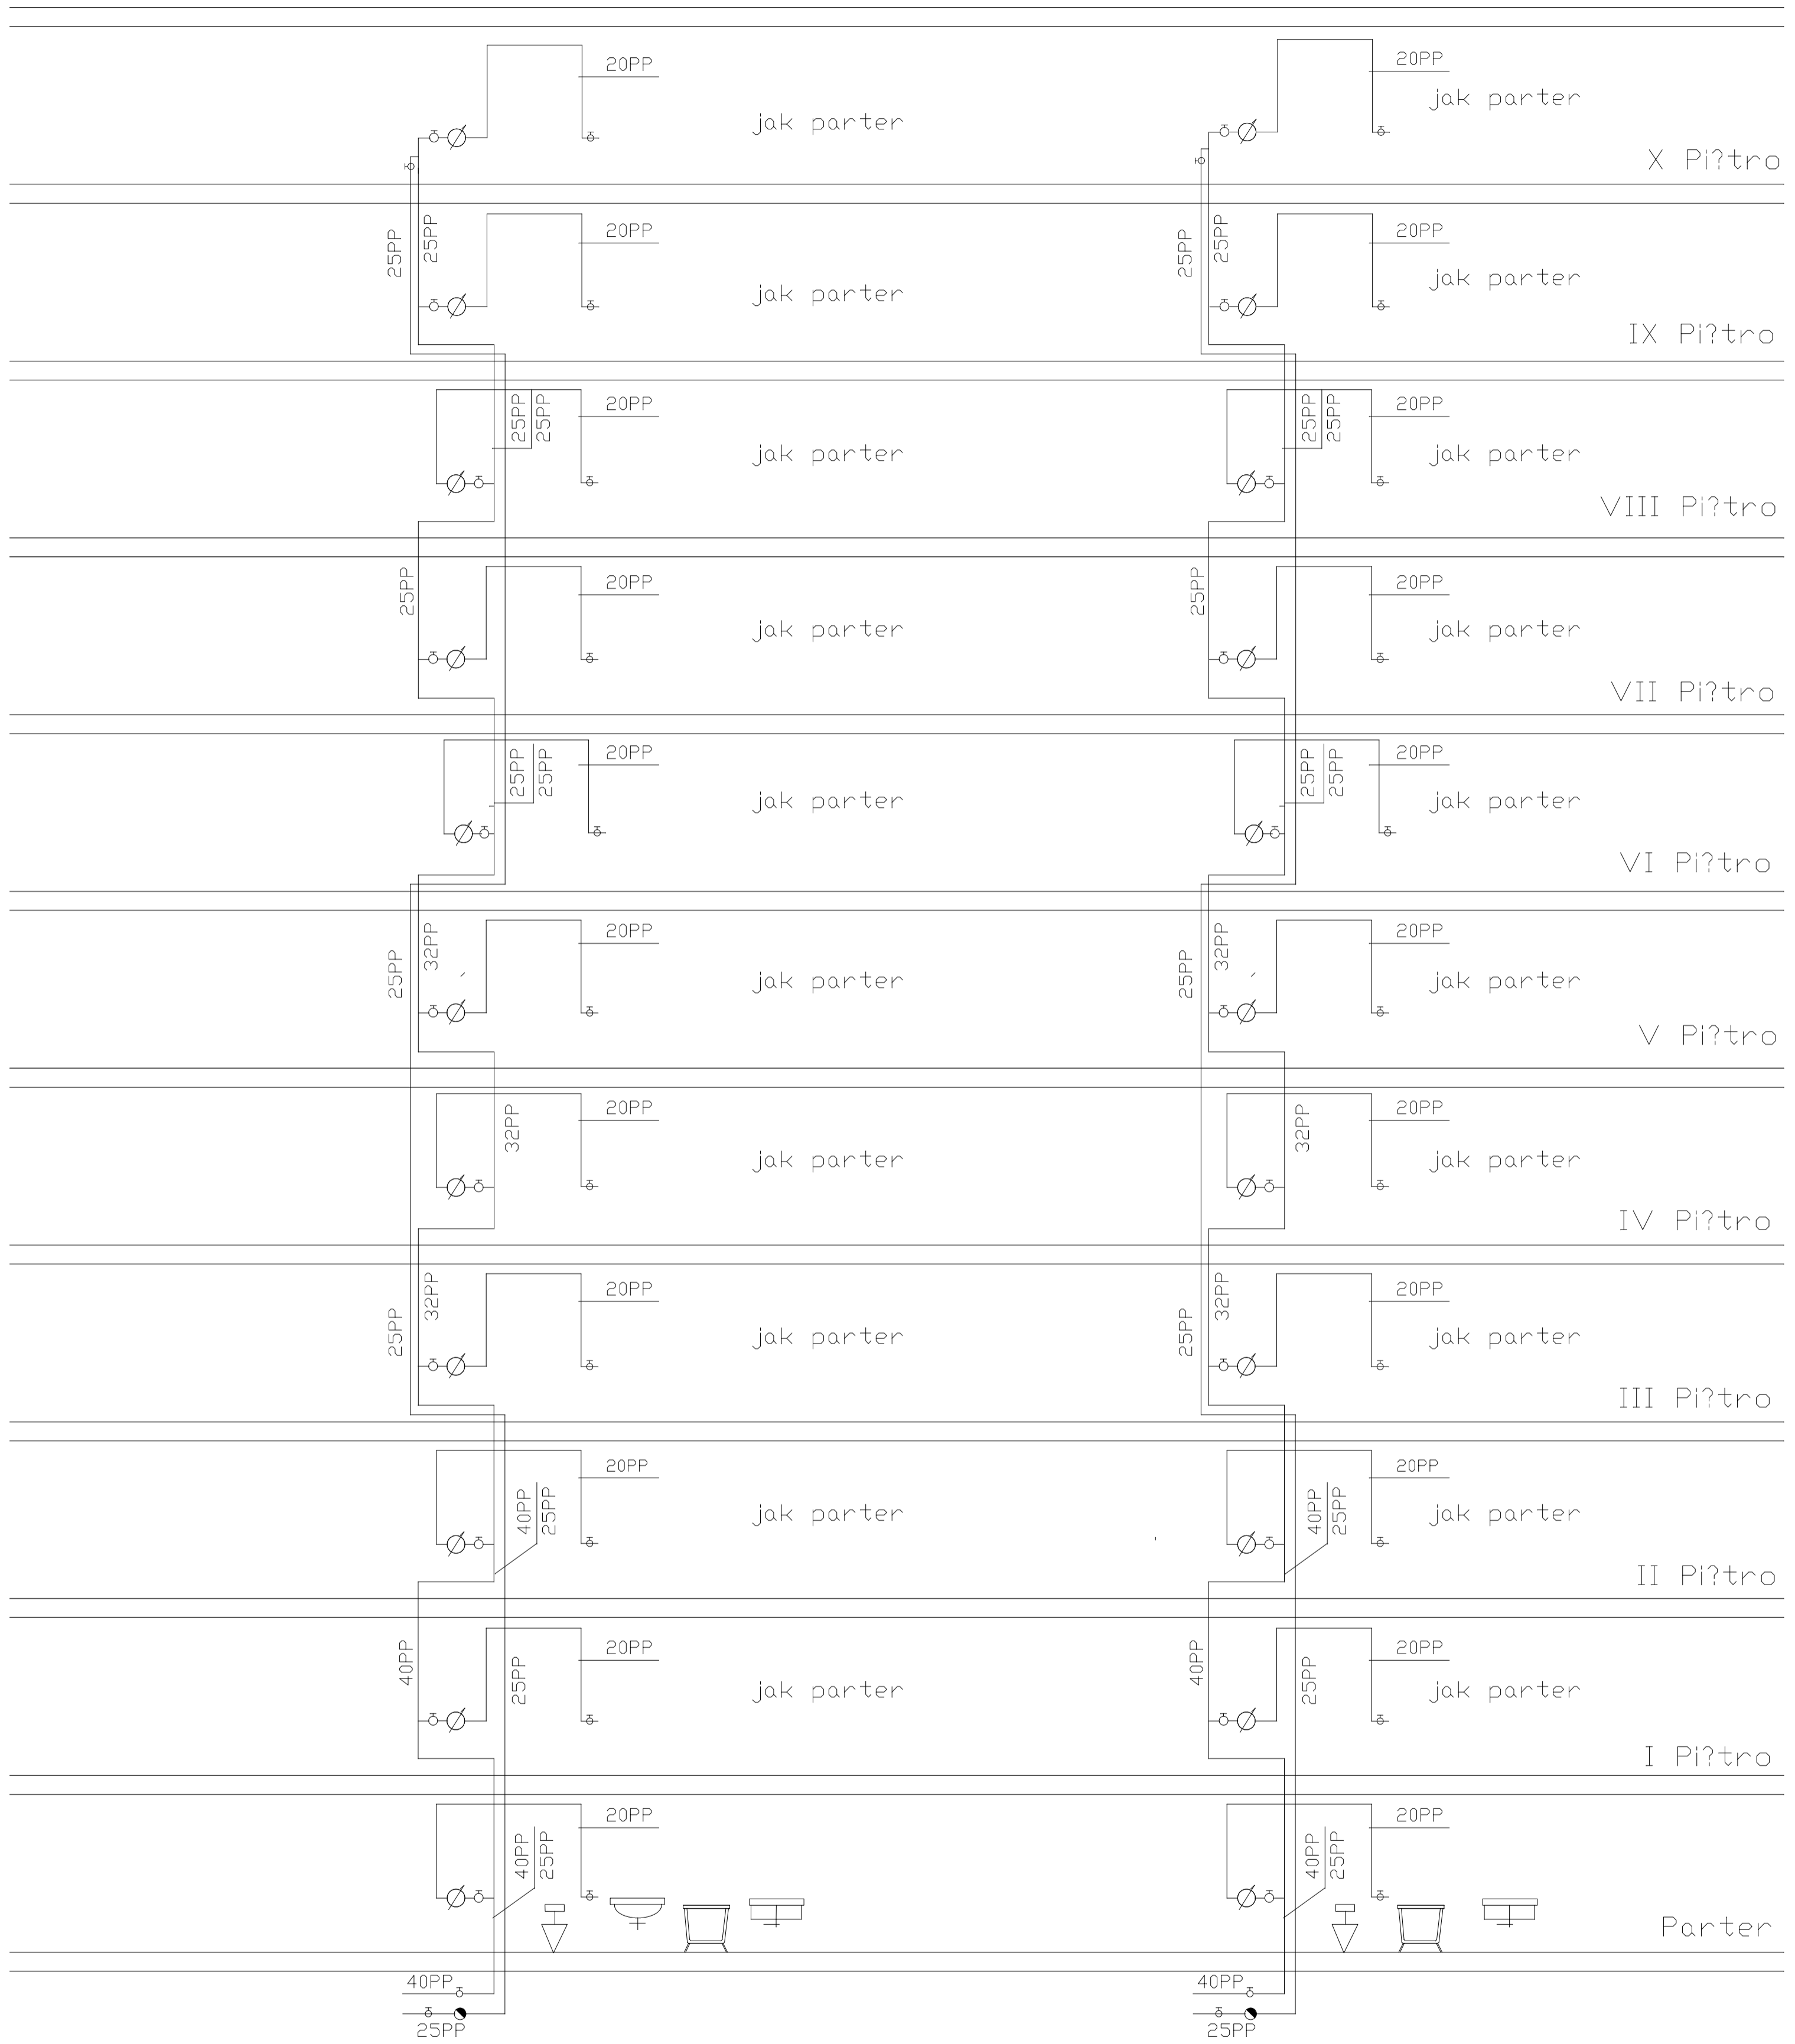 20PP 20PP
jak parter jak parter
X Pi?tro
25PP 25PP 25PP 25PP
20PP 20PP
jak parter jak parter
IX Pi?tro
20PP 20PP
25PP 25PP 25PP 25PP
jak parter jak parter
VIII Pi?tro
25PP 20PP 25PP 20PP
jak parter jak parter
VII Pi?tro
20PP 20PP
25PP 25PP 25PP 25PP
jak parter jak parter
VI Pi?tro
20PP 20PP
25PP 32PP 25PP 32PP
jak parter jak parter
V Pi?tro
20PP 20PP
32PP 32PP
jak parter jak parter
IV Pi?tro
20PP 20PP
25PP 32PP 25PP 32PP
jak parter jak parter
III Pi?tro
20PP 20PP
40PP 25PP 40PP 25PP
jak parter jak parter
II Pi?tro
20PP 20PP
40PP 25PP 40PP 25PP
jak parter jak parter
I Pi?tro
20PP 20PP
40PP 25PP 40PP 25PP
Parter
40PP 40PP
25PP 25PP